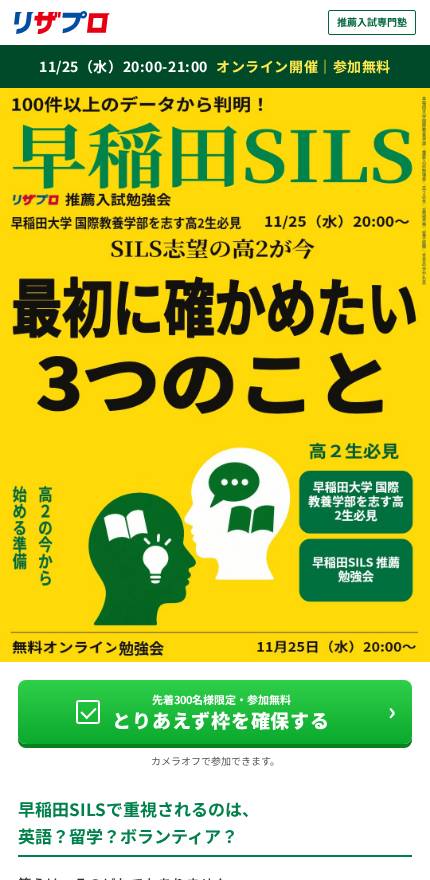 リザプロ
推薦入試専門塾
11/25（水）20:00-21:00 オンライン開催｜参加無料
100件以上のデータから判明！
早稲田SILS
リザプロ 推薦入試勉強会
早稲田大学 国際教養学部を志す高2生必見 11/25（水）20:00〜
SILS志望の高2が今
最初に確かめたい
3つのこと
高２生必見
早稲田大学 国際
教養学部を志す高
2生必見
早稲田SILS 推薦
勉強会
高2の今から
始める準備
無料オンライン勉強会 11月25日（水）20:00〜
先着300名様限定・参加無料
とりあえず枠を確保する
カメラオフで参加できます。
早稲田SILSで重視されるのは、
英語？留学？ボランティア？